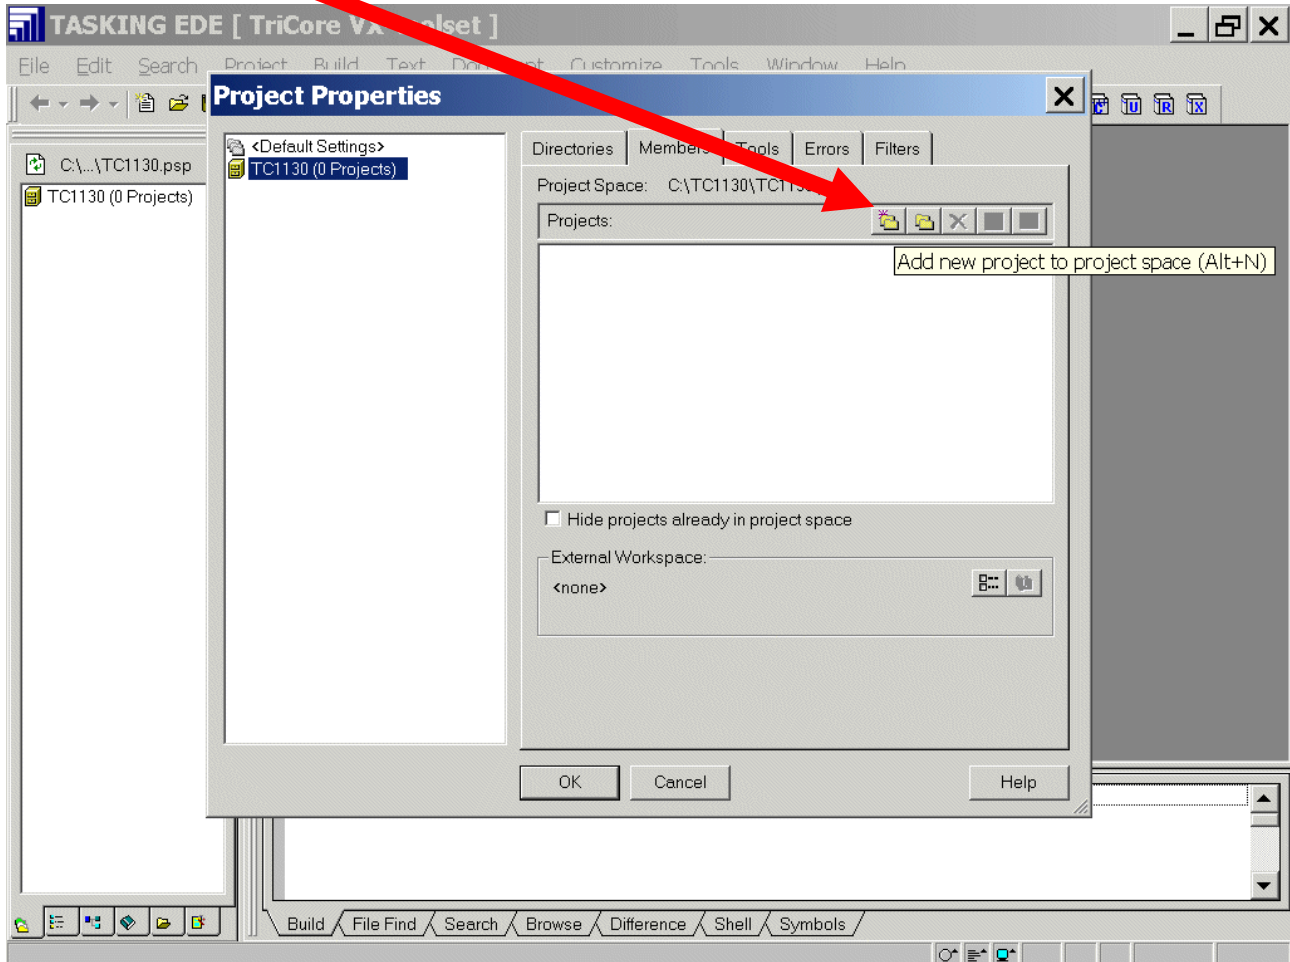 TASKING EDE [ TriCore VX Toolset ]
File Edit Search Project Build Text Document Customize Tools Window Help
Project Properties
C:\...\TC1130.psp
TC1130 (0 Projects)
<Default Settings>
TC1130 (0 Projects)
Directories Members Tools Errors Filters
Project Space: C:\TC1130\
Projects:
Add new project to project space (Alt+N)
Hide projects already in project space
External Workspace:
<none>
OK Cancel Help
Build File Find Search Browse Difference Shell Symbols